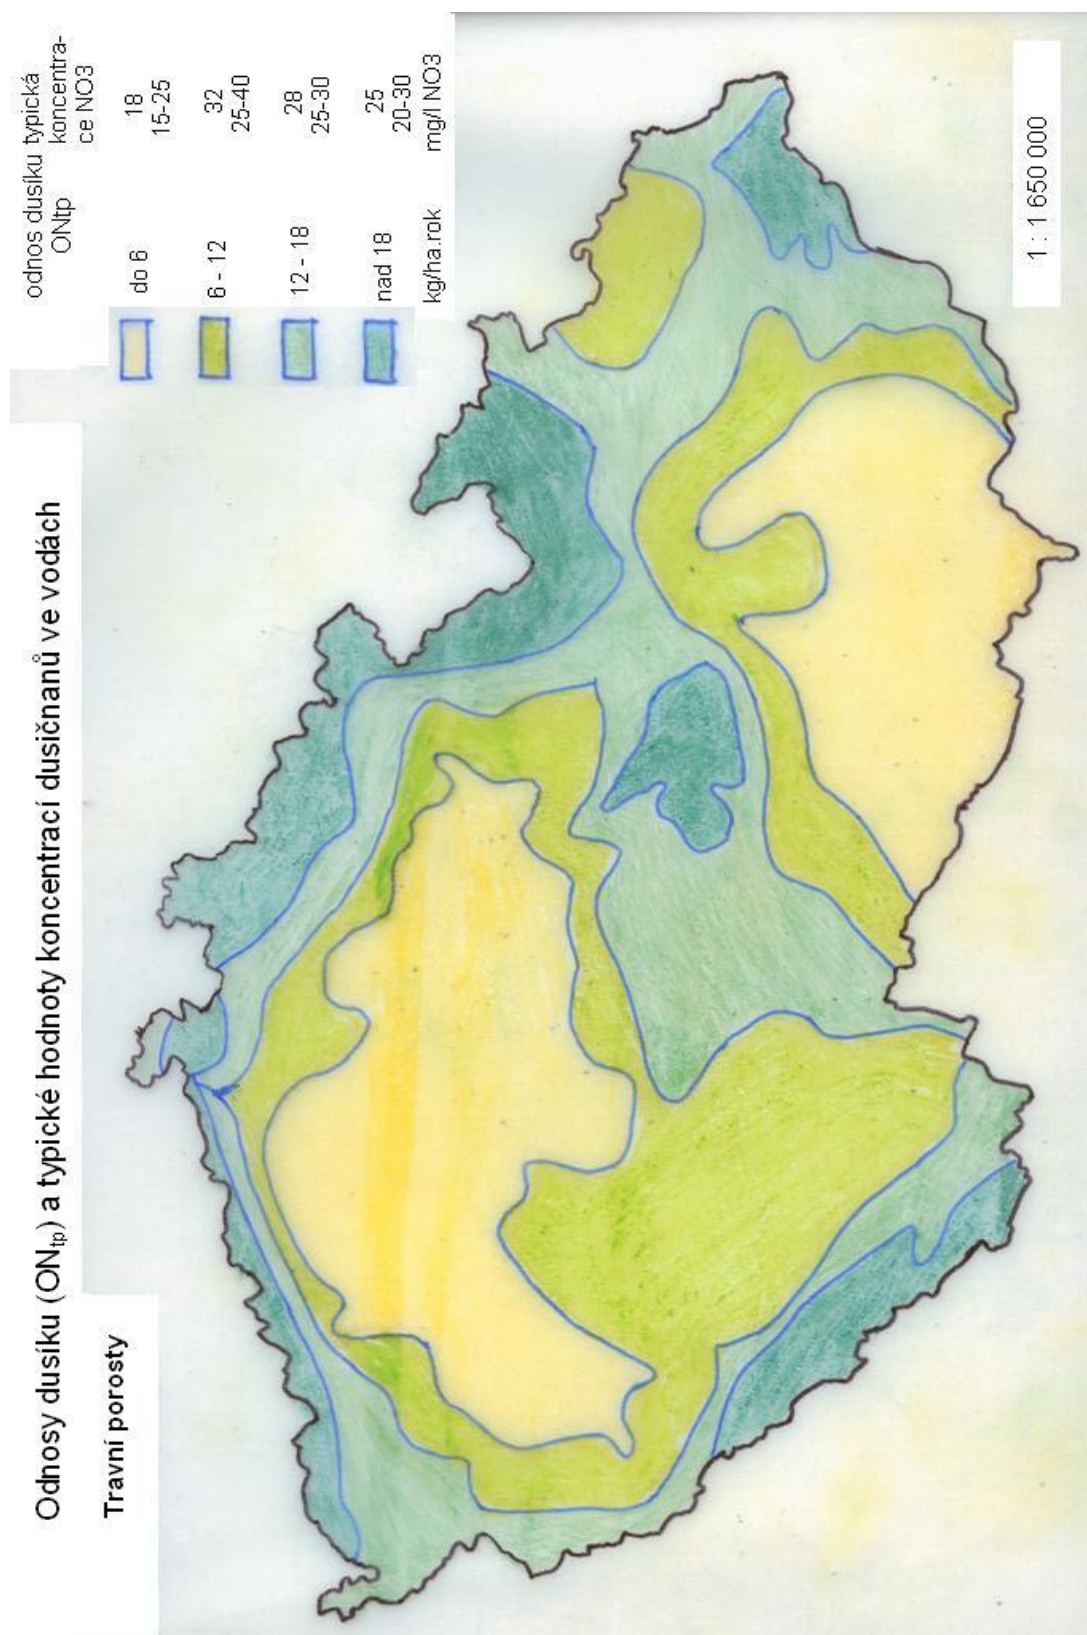 Odnosy dusíku (ONtp) a typické hodnoty koncentrací dusičnanů ve vodách
Travní porosty
odnos dusíku typická
ONtp koncentra-
ce NO3
do 6 18
15-25
6 - 12 32
25-40
12 - 18 28
25-30
nad 18 25
20-30
kg/ha.rok mg/l NO3
1 : 1 650 000